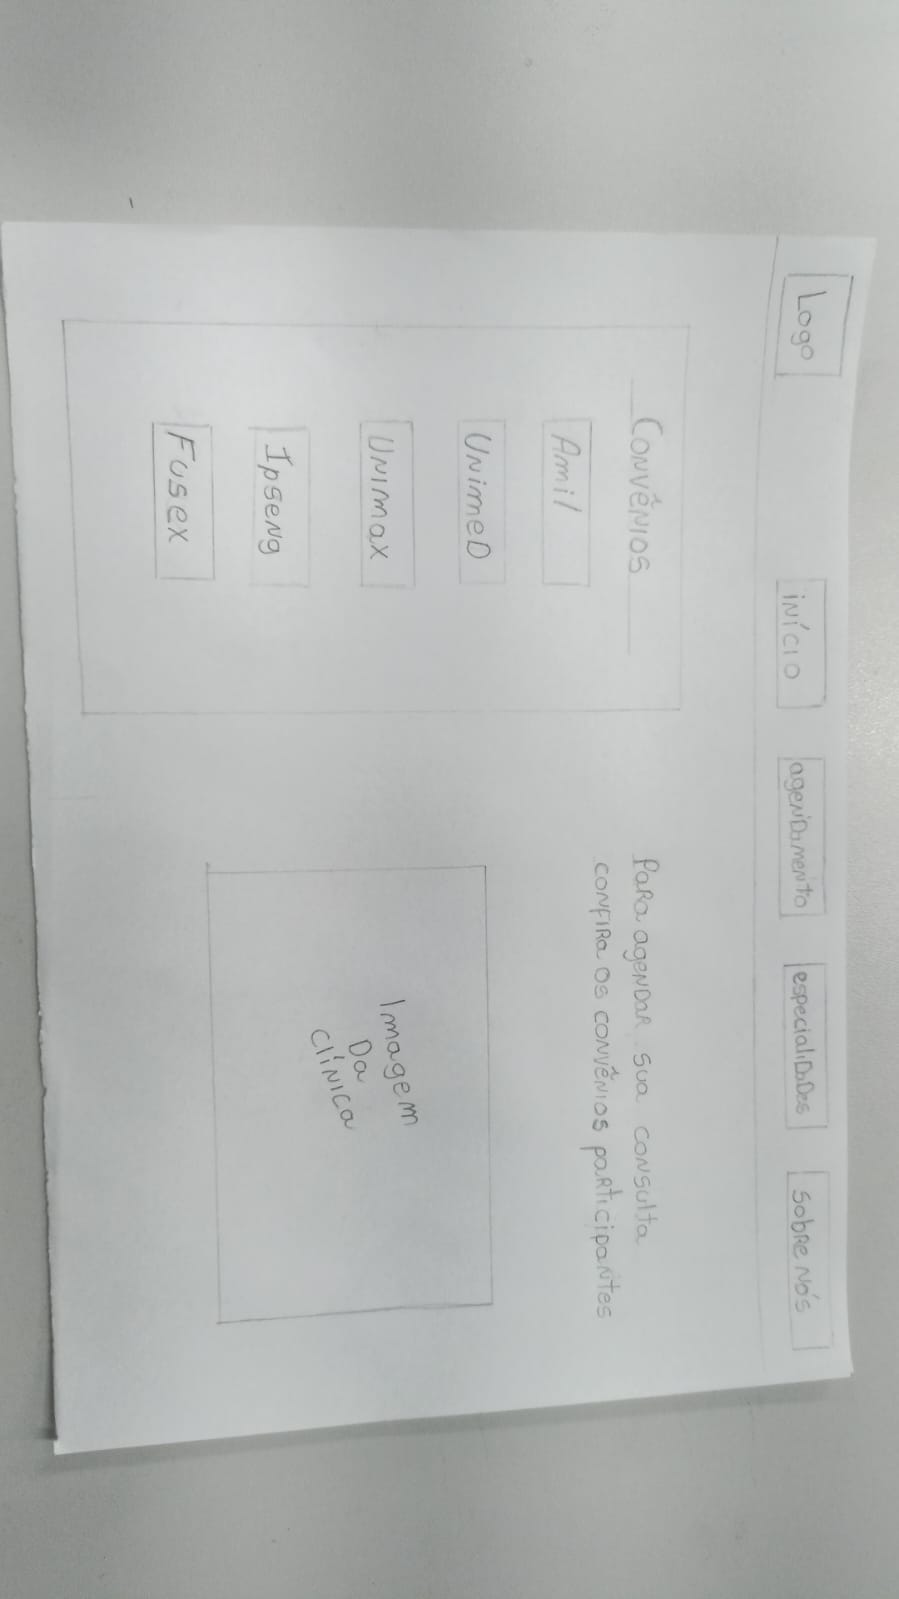 Logo
início
agendamento
especialidades
Sobre nós
Convênios
Amil
Unimed
Unimax
Ipseng
Fusex
Para agendar sua consulta
confira os convênios participantes
Imagem
Da
clínica